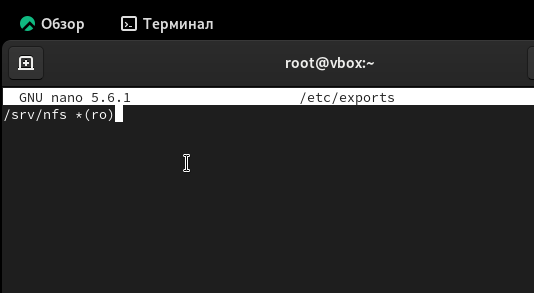 Обзор Терминал
root@vbox:~
GNU nano 5.6.1 /etc/exports
/srv/nfs *(ro)